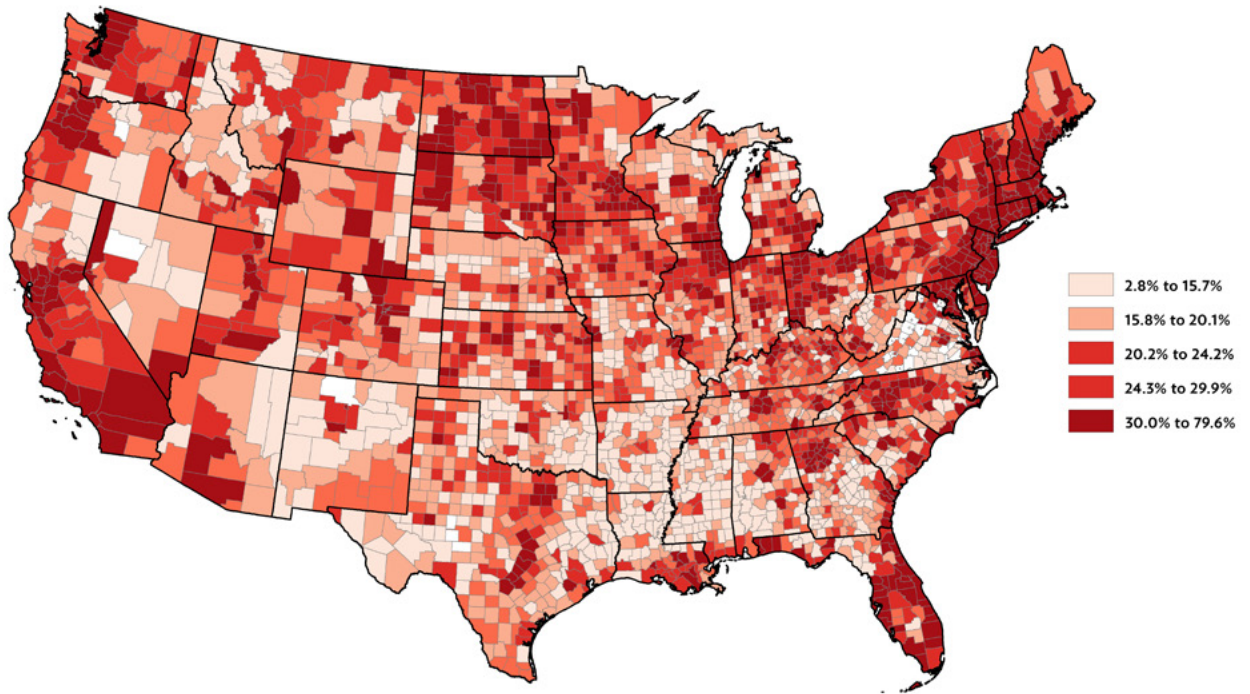 2.8% to 15.7%
15.8% to 20.1%
20.2% to 24.2%
24.3% to 29.9%
30.0% to 79.6%